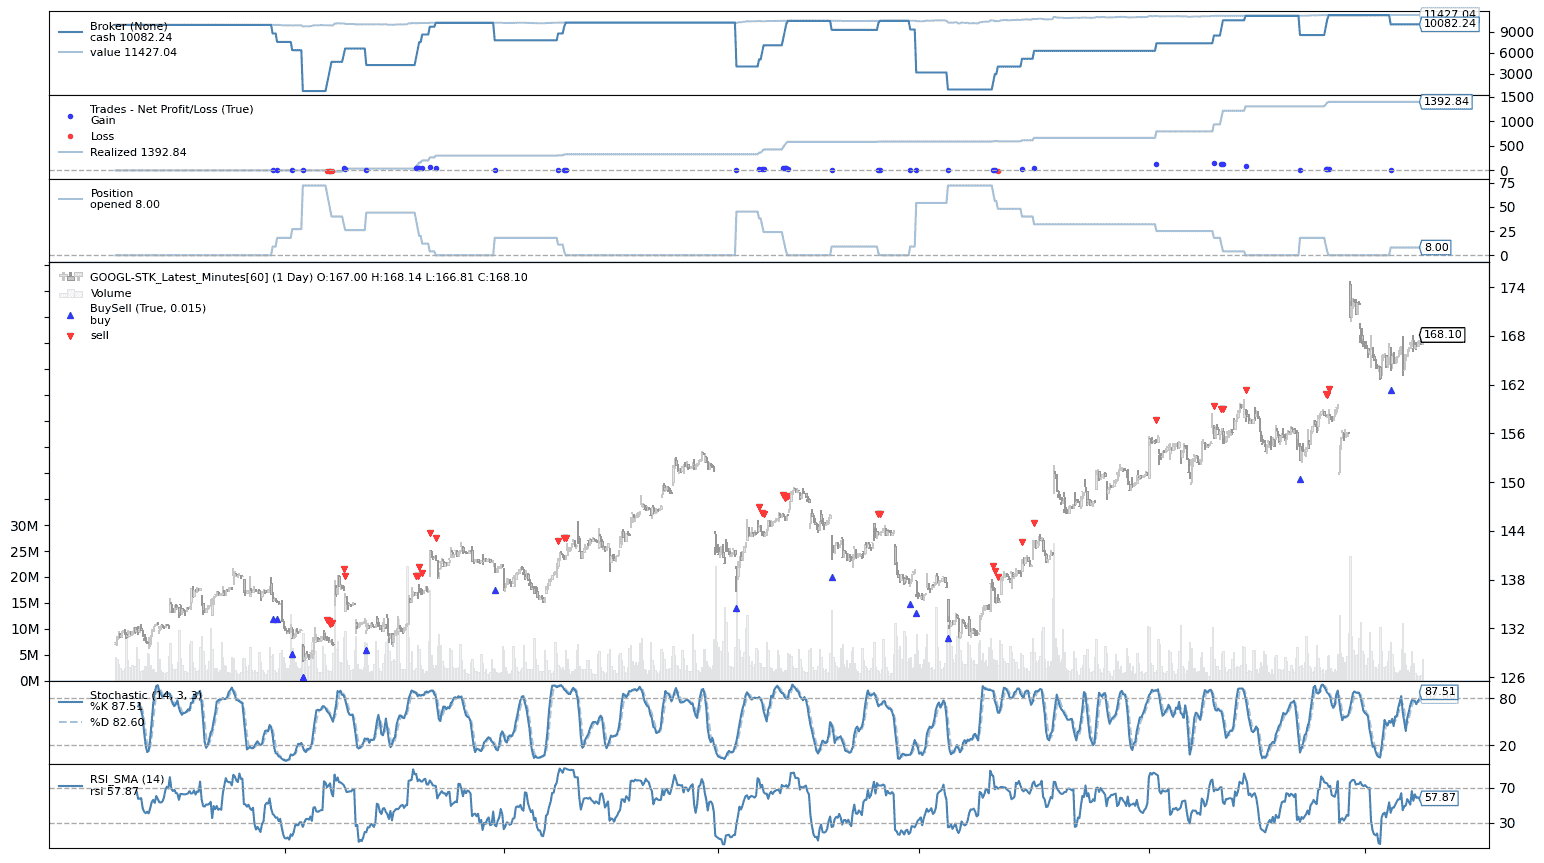 Broker (None)
cash 10082.24
value 11427.04
11427.04
10082.24
9000
6000
3000
Trades - Net Profit/Loss (True)
Gain
Loss
Realized 1392.84
1392.84
1500
1000
500
0
Position
opened 8.00
8.00
75
50
25
0
GOOGL-STK_Latest_Minutes[60] (1 Day) O:167.00 H:168.14 L:166.81 C:168.10
Volume
BuySell (True, 0.015)
buy
sell
168.10
174
168
162
156
150
144
138
132
126
30M
25M
20M
15M
10M
5M
0M
Stochastic (14, 3, 3)
%K 87.51
%D 82.60
87.51
80
20
RSI_SMA (14)
rsi 57.87
57.87
70
30